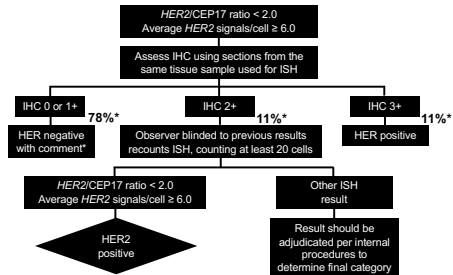 HER2/CEP17 ratio < 2.0
Average HER2 signals/cell ≥ 6.0
Assess IHC using sections from the
same tissue sample used for ISH
IHC 0 or 1+
78%*
HER negative
with comment*
IHC 2+
11%*
Observer blinded to previous results
recounts ISH, counting at least 20 cells
IHC 3+
11%*
HER positive
HER2/CEP17 ratio < 2.0
Average HER2 signals/cell ≥ 6.0
Other ISH
result
HER2
positive
Result should be
adjudicated per internal
procedures to
determine final category